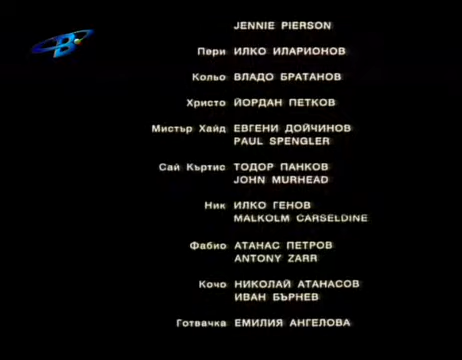 JENNIE PIERSON
Пери ИЛКО ИЛАРИОНОВ
Кольо ВЛАДО БРАТАНОВ
Христо ЙОРДАН ПЕТКОВ
Мистър Хайд ЕВГЕНИ ДОЙЧИНОВ
PAUL SPENGLER
Сай Къртис ТОДОР ПАНКОВ
JOHN MURHEAD
Ник ИЛКО ГЕНОВ
MALKOLM CARSELDINE
Фабио АТАНАС ПЕТРОВ
ANTONY ZARR
Кочо НИКОЛАЙ АТАНАСОВ
ИВАН БЪРНЕВ
Готвачка ЕМИЛИЯ АНГЕЛОВА